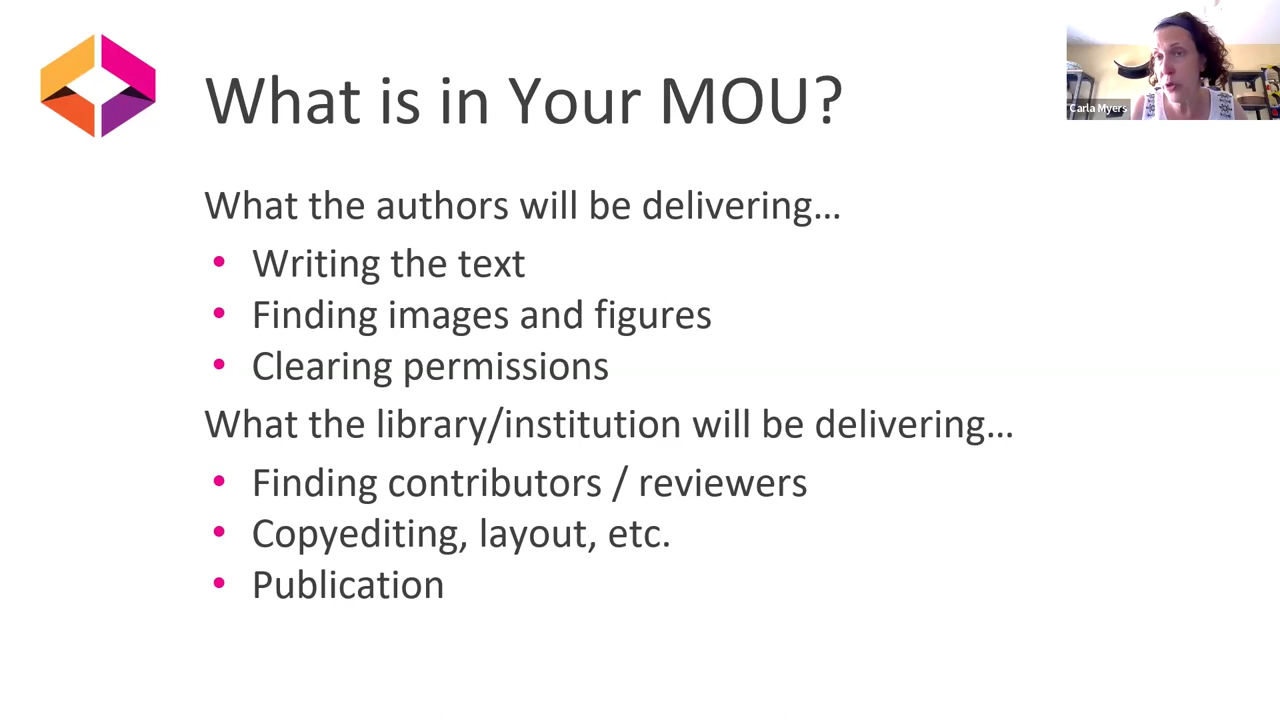 What is in Your MOU?
Carla Myers
What the authors will be delivering…
• Writing the text
• Finding images and figures
• Clearing permissions
What the library/institution will be delivering…
• Finding contributors / reviewers
• Copyediting, layout, etc.
• Publication